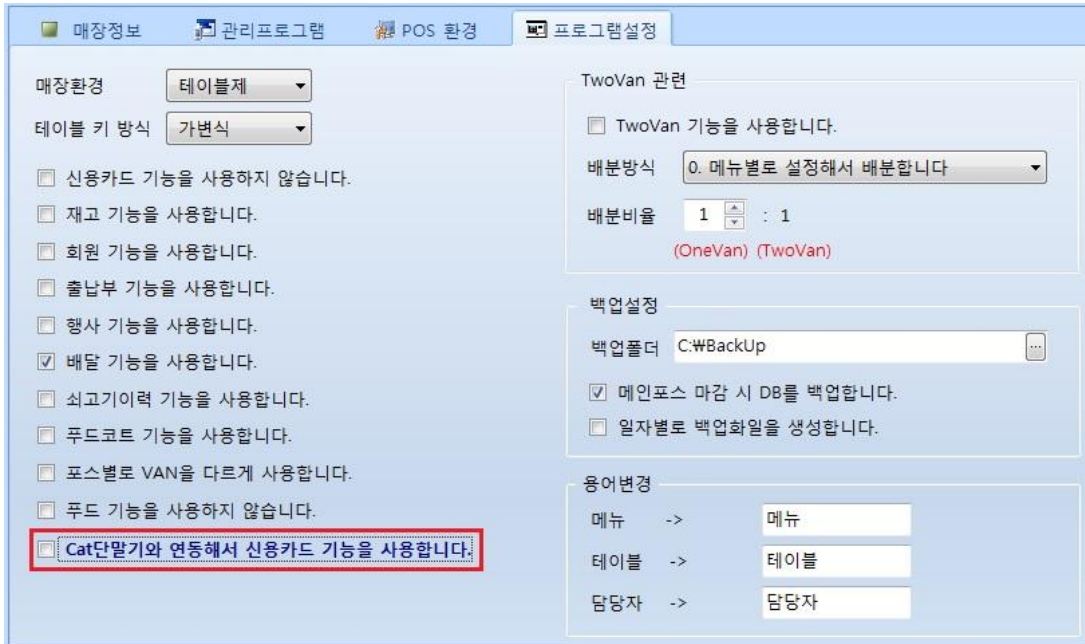 매장정보 관리프로그램 POS 환경 프로그램설정
매장환경 테이블제
테이블 키 방식 가변식
신용카드 기능을 사용하지 않습니다.
재고 기능을 사용합니다.
회원 기능을 사용합니다.
출납부 기능을 사용합니다.
행사 기능을 사용합니다.
배달 기능을 사용합니다.
쇠고기이력 기능을 사용합니다.
푸드코트 기능을 사용합니다.
포스별로 VAN을 다르게 사용합니다.
푸드 기능을 사용하지 않습니다.
Cat단말기와 연동해서 신용카드 기능을 사용합니다.
TwoVan 관련
TwoVan 기능을 사용합니다.
배분방식 0. 메뉴별로 설정해서 배분합니다
배분비율 1 : 1
(OneVan) (TwoVan)
백업설정
백업폴더 C:₩BackUp ...
메인포스 마감 시 DB를 백업합니다.
일자별로 백업화일을 생성합니다.
용어변경
메뉴 -> 메뉴
테이블 -> 테이블
담당자 -> 담당자